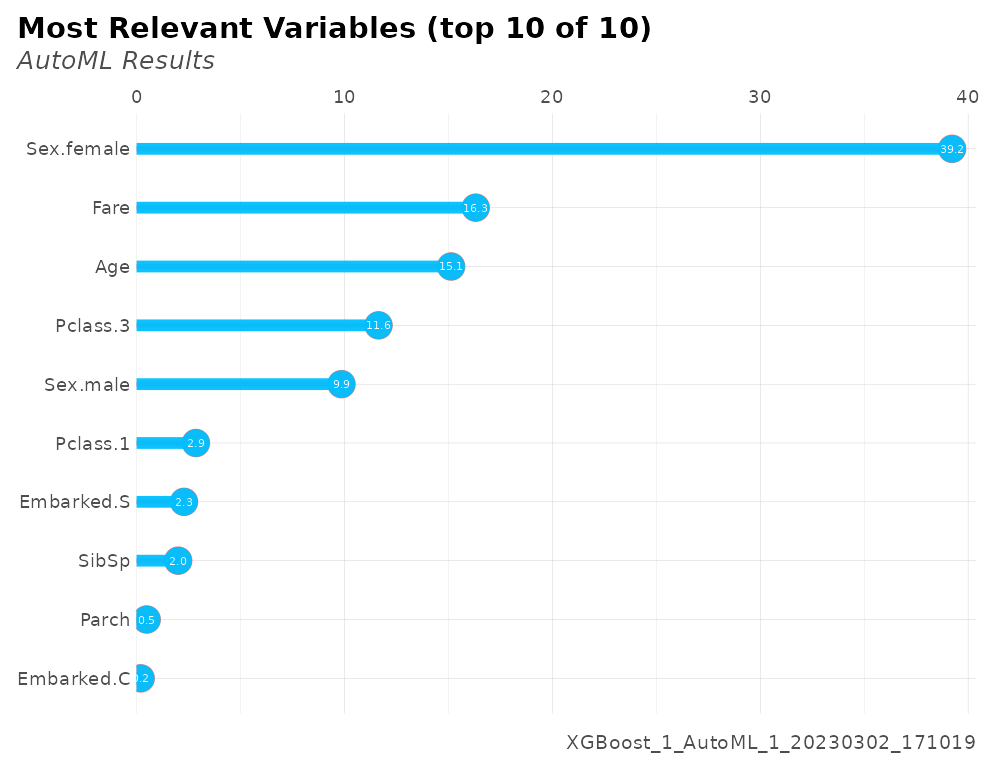 Most Relevant Variables (top 10 of 10)
AutoML Results
0 10 20 30 40
Sex.female 39.2
Fare 16.3
Age 15.1
Pclass.3 11.6
Sex.male 9.9
Pclass.1 2.9
Embarked.S 2.3
SibSp 2.0
Parch 0.5
Embarked.C 0.2
XGBoost_1_AutoML_1_20230302_171019